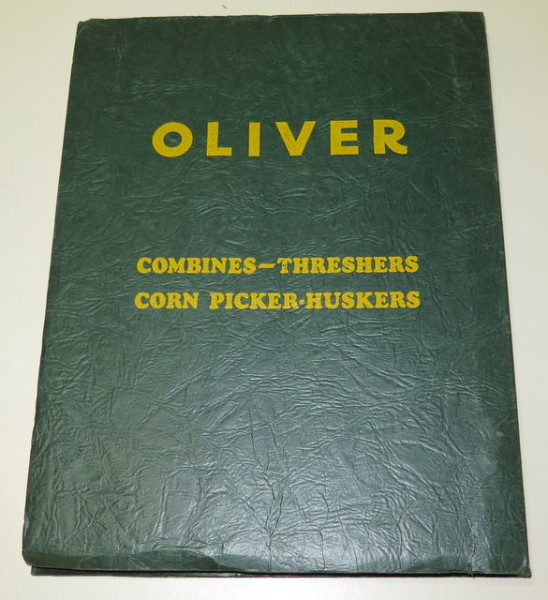 OLIVER
COMBINES—THRESHERS
CORN PICKER-HUSKERS